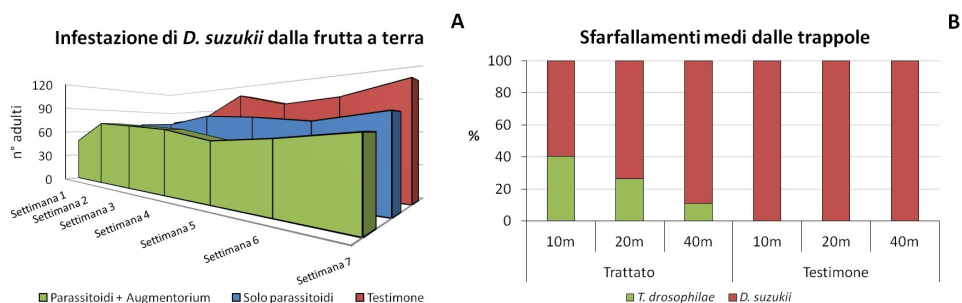 A
Infestazione di D. suzukii dalla frutta a terra
n° adulti
120
90
60
30
0
Settimana 1
Settimana 2
Settimana 3
Settimana 4
Settimana 5
Settimana 6
Settimana 7
Parassitoidi + Augmentorium Solo parassitoidi Testimone
B
Sfarfallamenti medi dalle trappole
%
100
80
60
40
20
0
10m 20m 40m 10m 20m 40m
Trattato Testimone
T. drosophilae D. suzukii